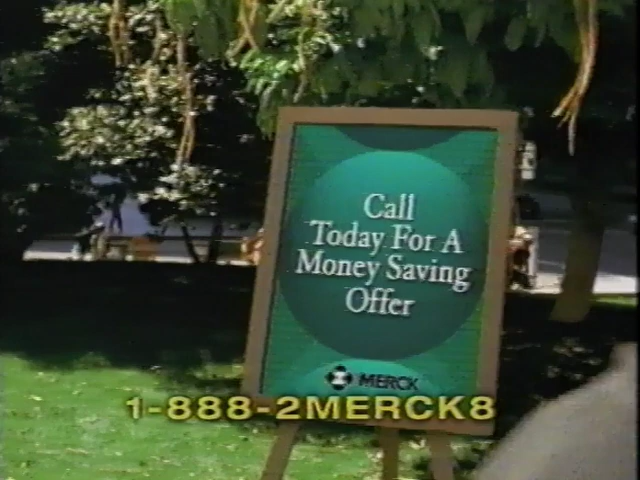 Call
Today For A
Money Saving
Offer
MERCK
1-888-2MERCK8